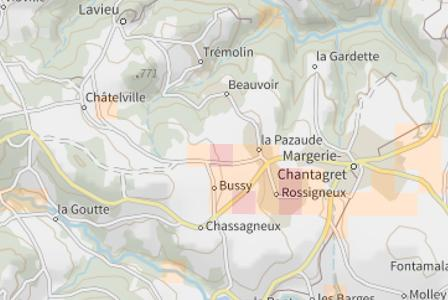 Lavieu
Trémolin
la Gardette
.771
Beauvoir
Châtelville
la Pazaude
Margerie-
Chantagret
Bussy
Rossigneux
la Goutte
Chassagneux
Fontamala
les Barges
Molley